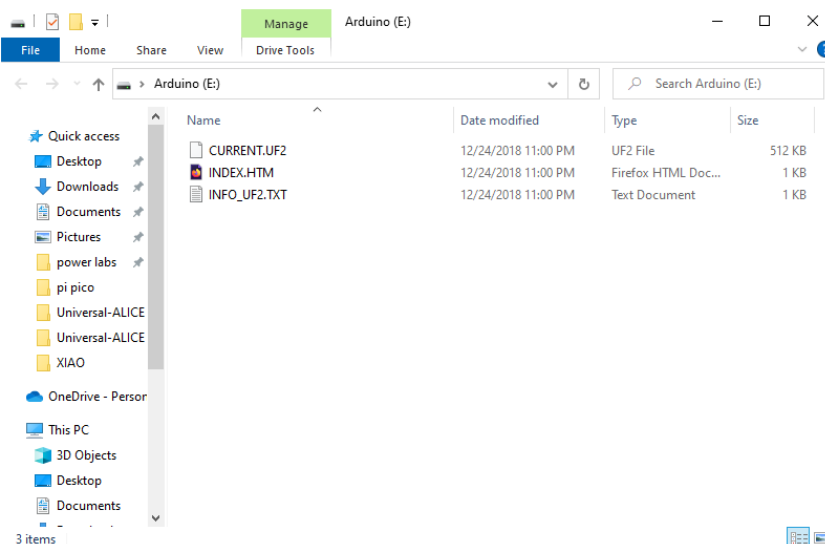 Manage
Arduino (E:)
File
Home
Share
View
Drive Tools
Arduino (E:)
Search Arduino (E:)
Name
Date modified
Type
Size
Quick access
Desktop
Downloads
Documents
Pictures
power labs
pi pico
Universal-ALICE
Universal-ALICE
XIAO
OneDrive - Person
This PC
3D Objects
Desktop
Documents
CURRENT.UF2 12/24/2018 11:00 PM UF2 File 512 KB
INDEX.HTM 12/24/2018 11:00 PM Firefox HTML Doc... 1 KB
INFO_UF2.TXT 12/24/2018 11:00 PM Text Document 1 KB
3 items